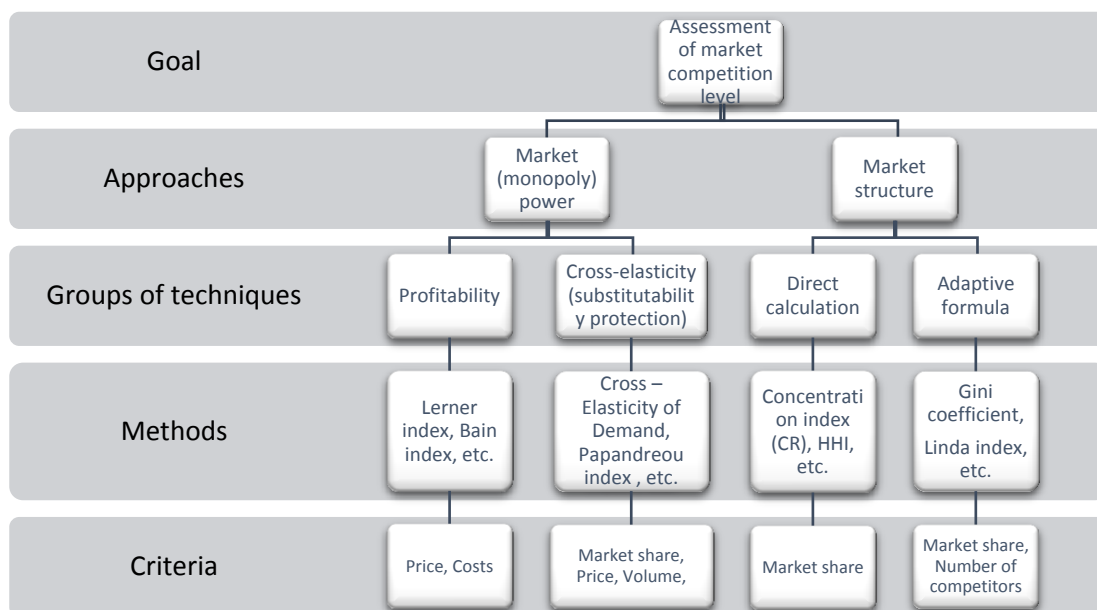 Goal
Assessment
of market
competition
level
Approaches
Market
(monopoly)
power
Market
structure
Groups of techniques
Profitability
Cross-elasticity
(substitutabilit
y protection)
Direct
calculation
Adaptive
formula
Methods
Lerner
index, Bain
index, etc.
Cross –
Elasticity of
Demand,
Papandreou
index , etc.
Concentrati
on index
(CR), HHI,
etc.
Gini
coefficient,
Linda index,
etc.
Criteria
Price, Costs
Market share,
Price, Volume,
Market share
Market share,
Number of
competitors